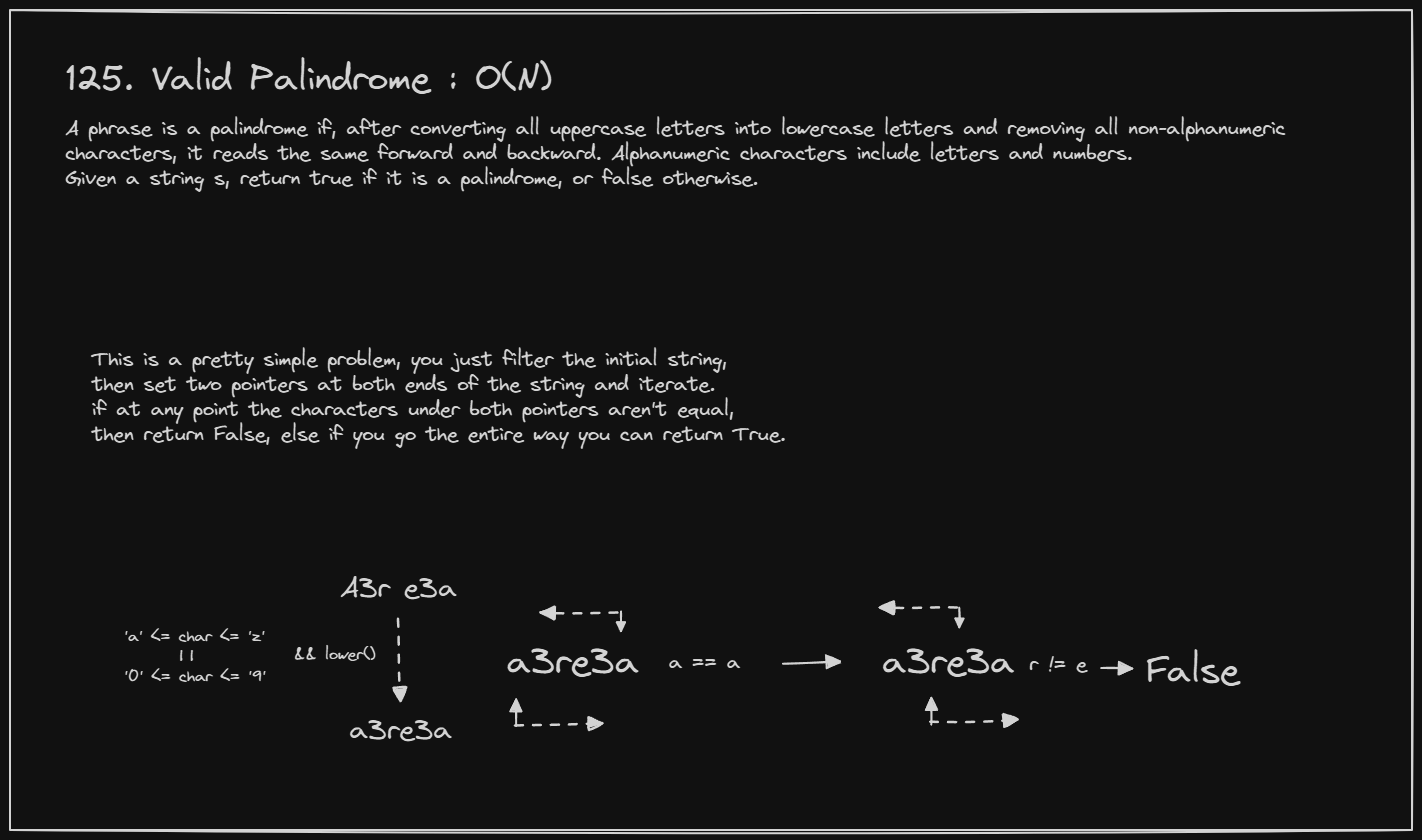 125. Valid Palindrome : O(N)
A phrase is a palindrome if, after converting all uppercase letters into lowercase letters and removing all non-alphanumeric
characters, it reads the same forward and backward. Alphanumeric characters include letters and numbers.
Given a string s, return true if it is a palindrome, or false otherwise.
This is a pretty simple problem, you just filter the initial string,
then set two pointers at both ends of the string and iterate.
if at any point the characters under both pointers aren't equal,
then return False, else if you go the entire way you can return True.
A3r e3a
'a' <= char <= 'z'
||
'0' <= char <= '9'
&& lower()
a3re3a
a3re3a
a == a
a3re3a
r != e
False